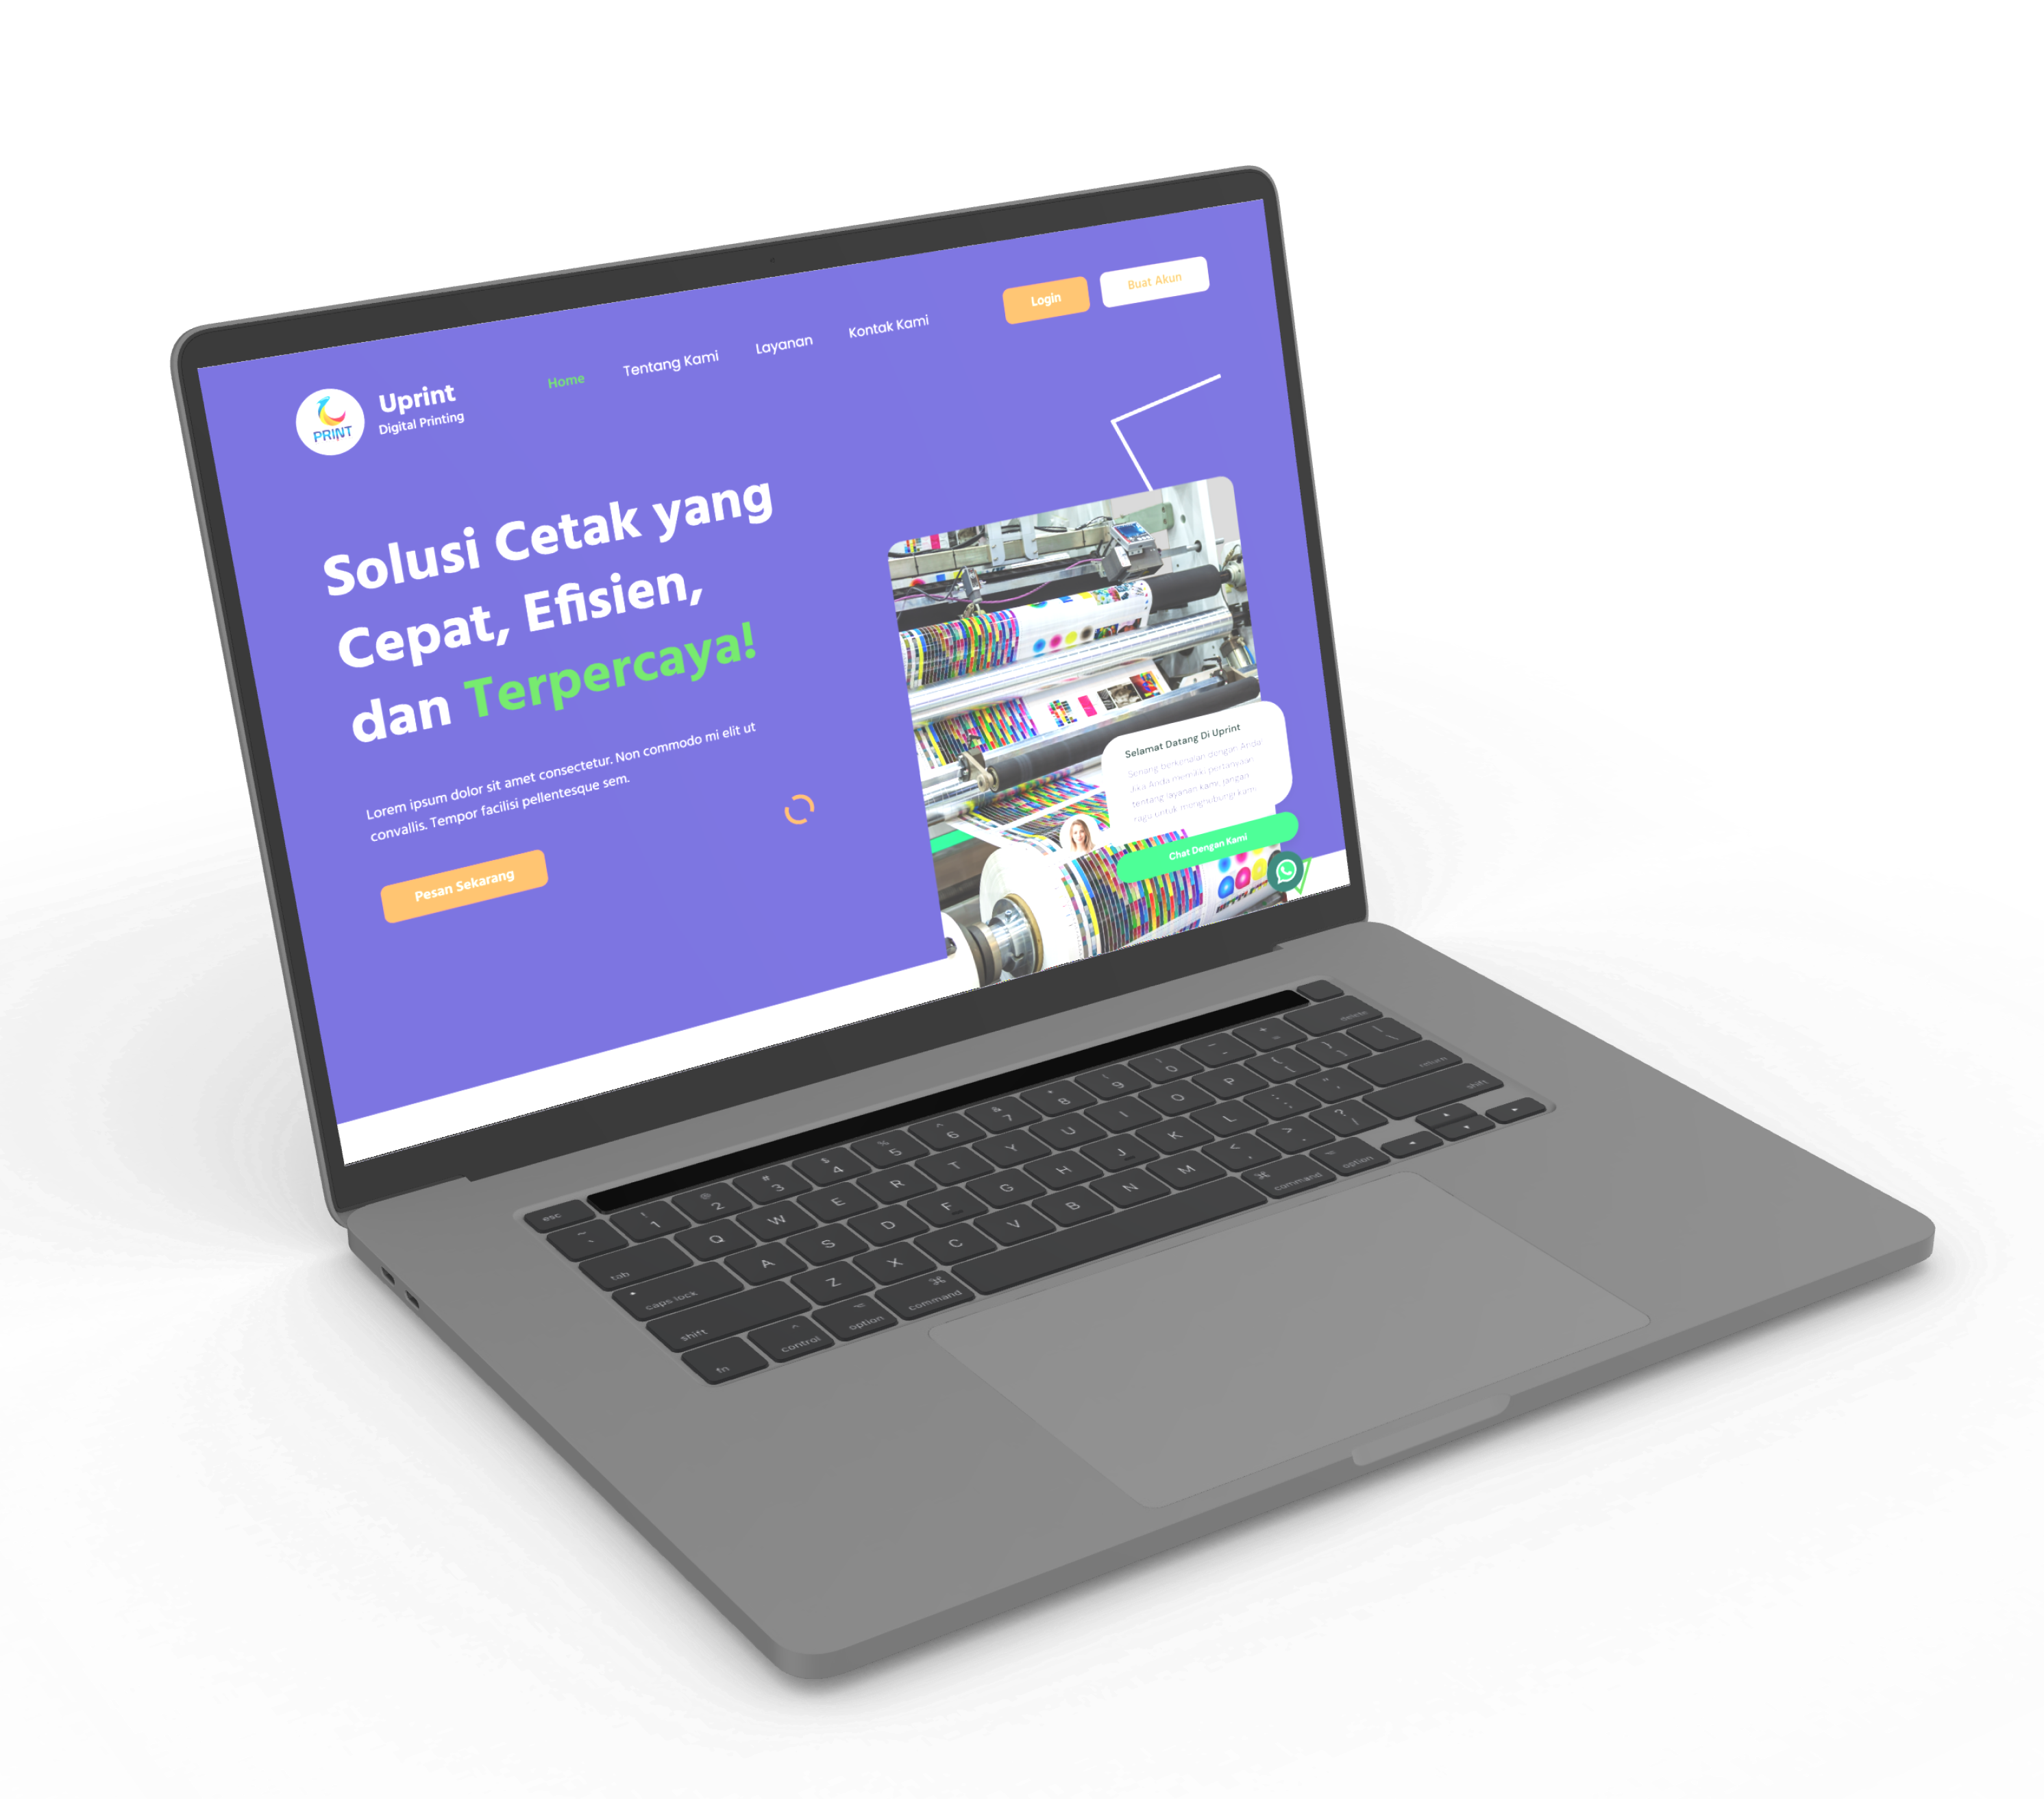 Login
Buat Akun
Home
Tentang Kami
Layanan
Kontak Kami
PRINT
Uprint
Digital Printing
Solusi Cetak yang
Cepat, Efisien,
dan Terpercaya!
Lorem ipsum dolor sit amet consectetur. Non commodo mi elit ut
convallis. Tempor facilisi pellentesque sem.
Pesan Sekarang
Selamat Datang Di Uprint
Senang berkenalan dengan Anda!
Jika Anda memiliki pertanyaan
tentang layanan kami, jangan
ragu untuk menghubungi kami.
Chat Dengan Kami
esc
~ ! @ # $ % ^ & * ( ) _ +
` 1 2 3 4 5 6 7 8 9 0 - =
delete
tab Q W E R T Y U I O P { [ } ] | \
caps lock A S D F G H J K L : ; " ' return
shift Z X C V B N M < , > . ? / shift
fn control option ⌘ command ⌘ command option